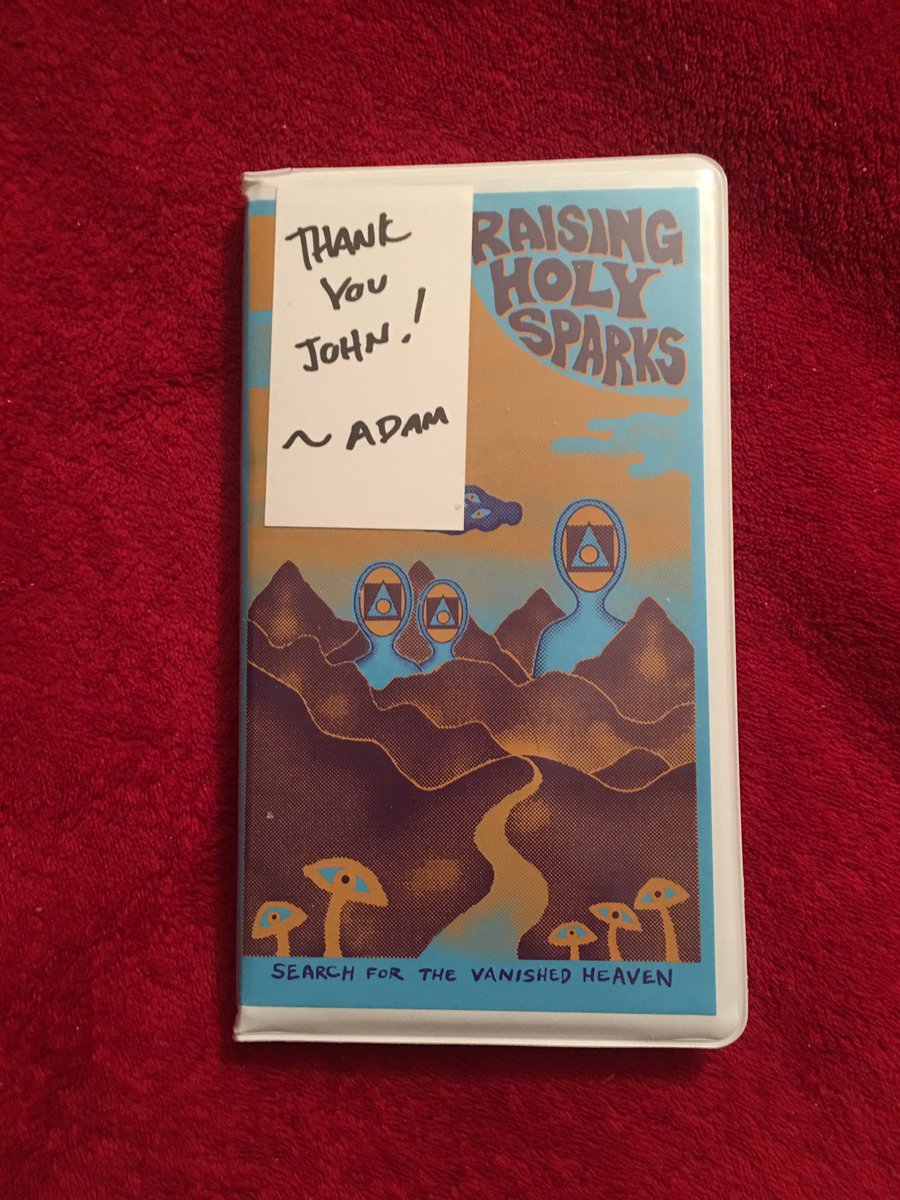 THANK
YOU
JOHN!
~ ADAM
RAISING
HOLY
SPARKS
SEARCH FOR THE VANISHED HEAVEN